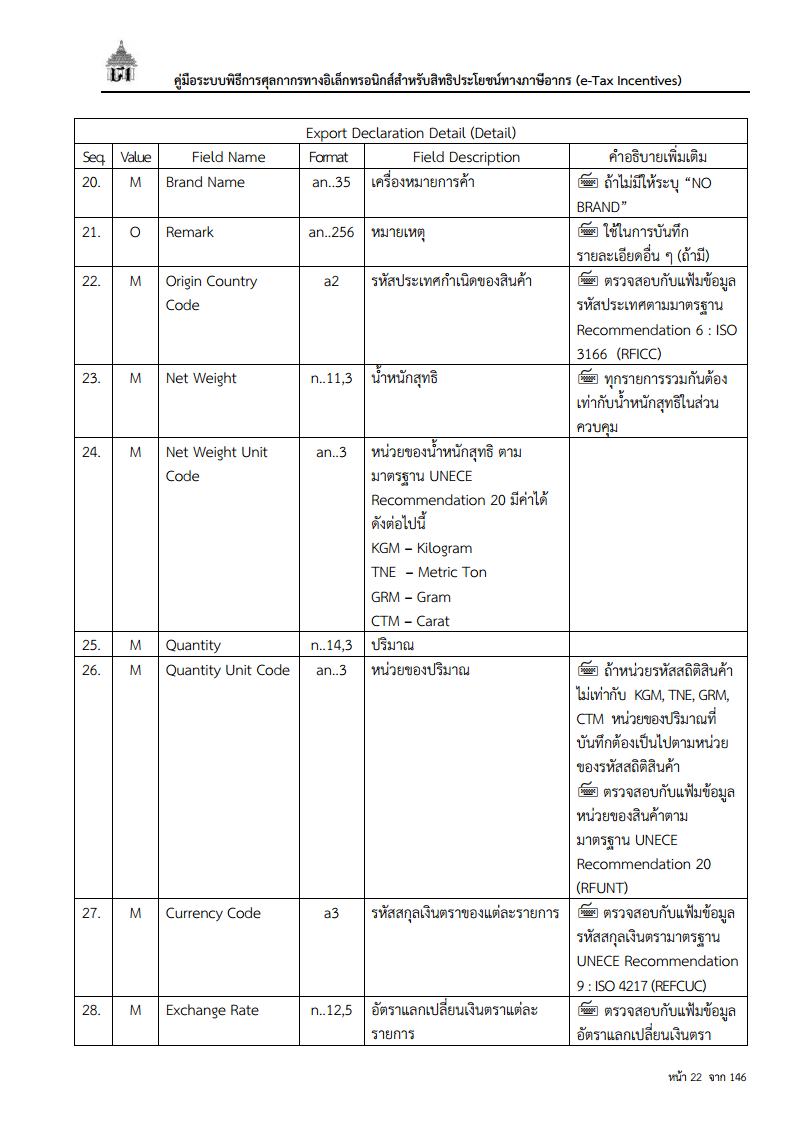 คู่มือระบบพิธีการศุลกากรทางอิเล็กทรอนิกส์สำหรับสิทธิประโยชน์ทางภาษีอากร (e-Tax Incentives)
Export Declaration Detail (Detail)
Seq. Value Field Name Format Field Description คำอธิบายเพิ่มเติม
20. M Brand Name an..35 เครื่องหมายการค้า ถ้าไม่มีให้ระบุ “NO
BRAND”
21. O Remark an..256 หมายเหตุ ใช้ในการบันทึก
รายละเอียดอื่น ๆ (ถ้ามี)
22. M Origin Country a2 รหัสประเทศกำเนิดของสินค้า ตรวจสอบกับแฟ้มข้อมูล
Code รหัสประเทศตามมาตรฐาน
Recommendation 6 : ISO
3166 (RFICC)
23. M Net Weight n..11,3 น้ำหนักสุทธิ ทุกรายการรวมกันต้อง
เท่ากับน้ำหนักสุทธิในส่วน
ควบคุม
24. M Net Weight Unit an..3 หน่วยของน้ำหนักสุทธิ ตาม
Code มาตรฐาน UNECE
Recommendation 20 มีค่าได้
ดังต่อไปนี้
KGM – Kilogram
TNE – Metric Ton
GRM – Gram
CTM – Carat
25. M Quantity n..14,3 ปริมาณ
26. M Quantity Unit Code an..3 หน่วยของปริมาณ ถ้าหน่วยรหัสสถิติสินค้า
ไม่เท่ากับ KGM, TNE, GRM,
CTM หน่วยของปริมาณที่
บันทึกต้องเป็นไปตามหน่วย
ของรหัสสถิติสินค้า
ตรวจสอบกับแฟ้มข้อมูล
หน่วยของสินค้าตาม
มาตรฐาน UNECE
Recommendation 20
(RFUNT)
27. M Currency Code a3 รหัสสกุลเงินตราของแต่ละรายการ ตรวจสอบกับแฟ้มข้อมูล
รหัสสกุลเงินตรามาตรฐาน
UNECE Recommendation
9 : ISO 4217 (REFCUC)
28. M Exchange Rate n..12,5 อัตราแลกเปลี่ยนเงินตราแต่ละ ตรวจสอบกับแฟ้มข้อมูล
รายการ อัตราแลกเปลี่ยนเงินตรา
หน้า 22 จาก 146